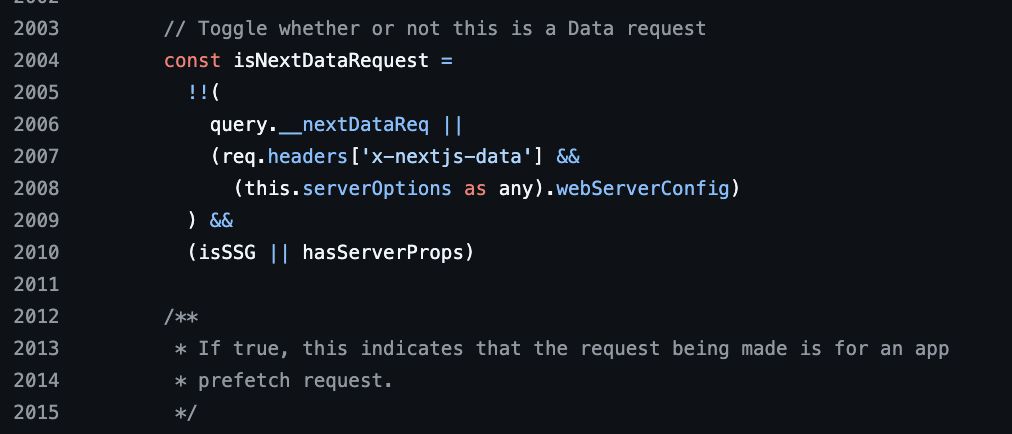 2003 // Toggle whether or not this is a Data request
2004 const isNextDataRequest =
2005 !!(
2006 query.__nextDataReq ||
2007 (req.headers['x-nextjs-data'] &&
2008 (this.serverOptions as any).webServerConfig)
2009 ) &&
2010 (isSSG || hasServerProps)
2011
2012 /**
2013 * If true, this indicates that the request being made is for an app
2014 * prefetch request.
2015 */